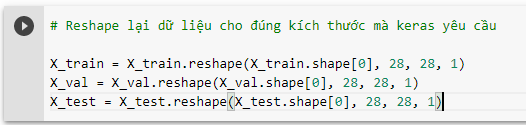 # Reshape lại dữ liệu cho đúng kích thước mà keras yêu cầu
X_train = X_train.reshape(X_train.shape[0], 28, 28, 1)
X_val = X_val.reshape(X_val.shape[0], 28, 28, 1)
X_test = X_test.reshape(X_test.shape[0], 28, 28, 1)